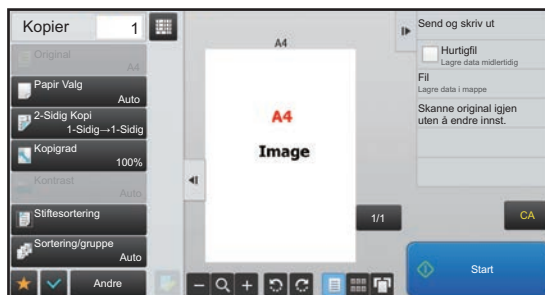 Kopier 1
Original
A4
Papir Valg
Auto
2-Sidig Kopi
1-Sidig→1-Sidig
Kopigrad
100%
Kontrast
Auto
Stiftesortering
Sortering/gruppe
Auto
Andre
A4
A4
Image
1/1
Send og skriv ut
Hurtigfil
Lagre data midlertidig
Fil
Lagre data i mappe
Skanne original igjen
uten å endre innst.
CA
Start